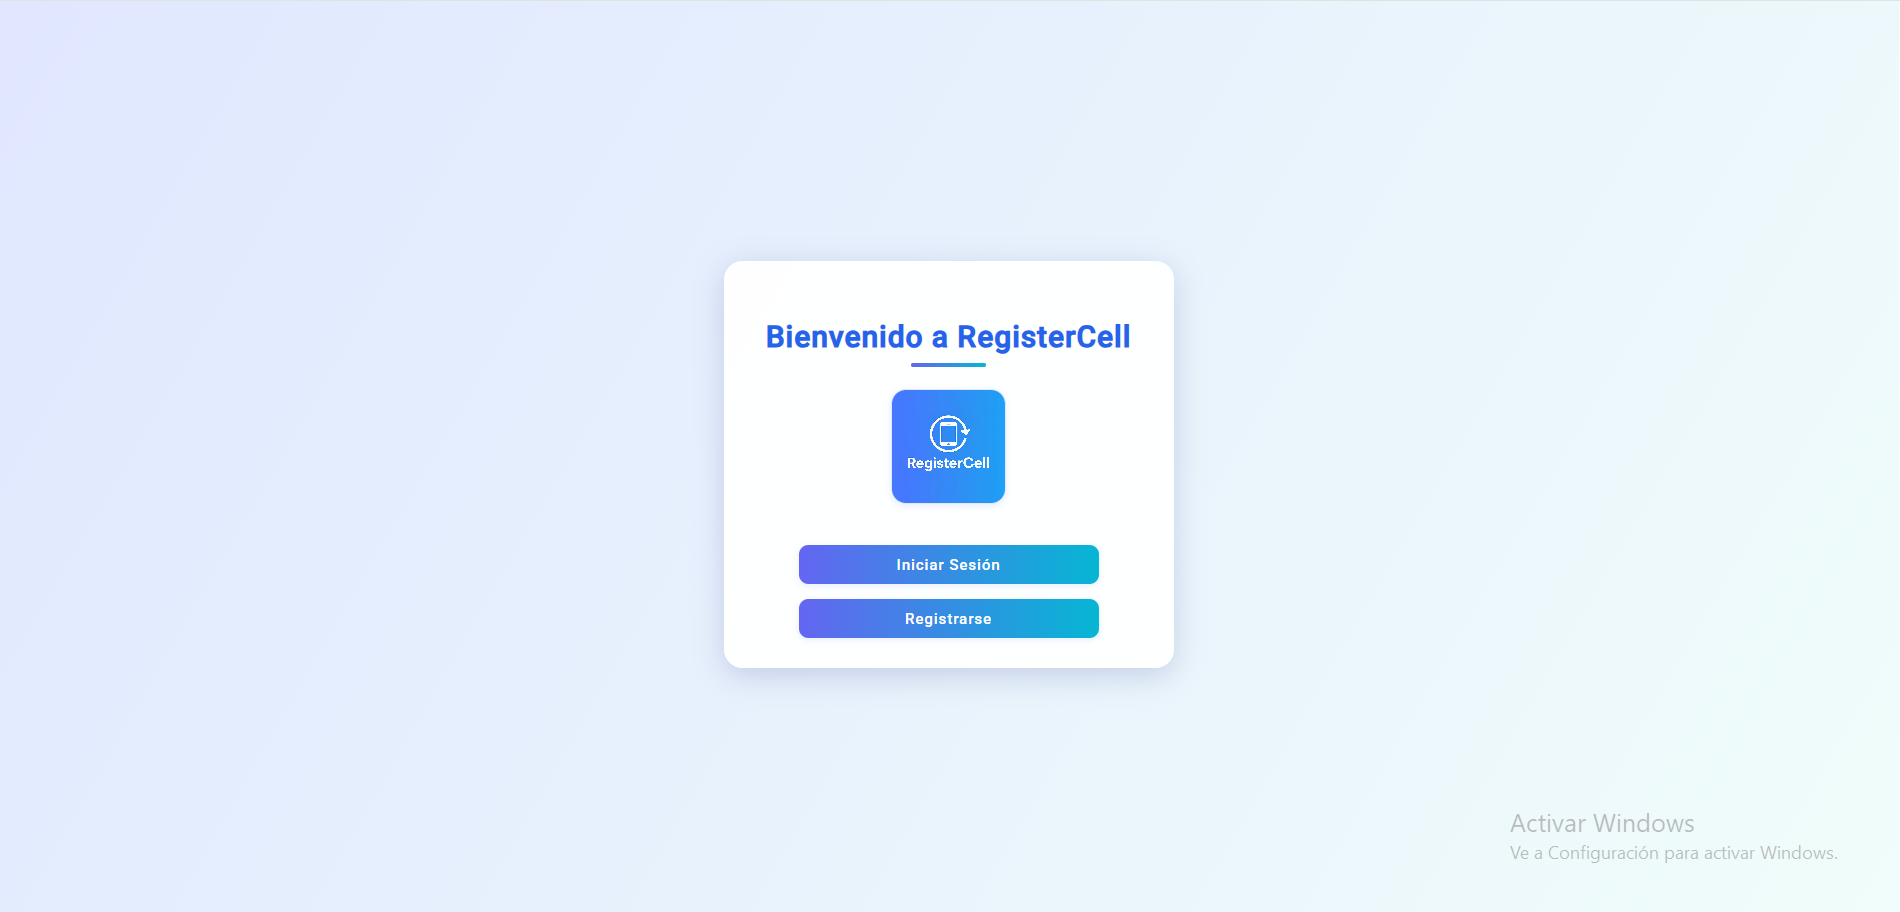 Bienvenido a RegisterCell
RegisterCell
Iniciar Sesión
Registrarse
Activar Windows
Ve a Configuración para activar Windows.